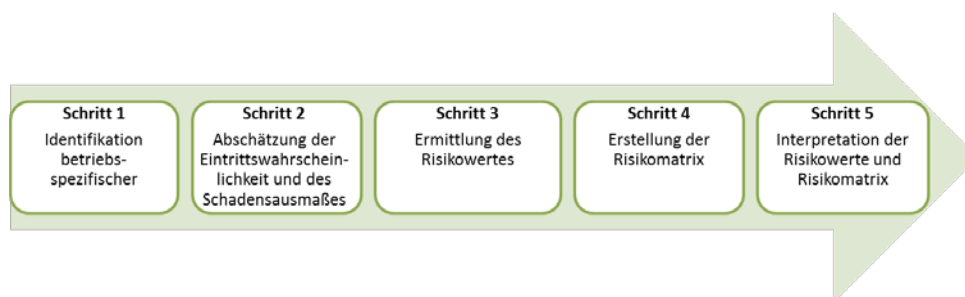 Schritt 1
Identifikation
betriebs-
spezifischer
Schritt 2
Abschätzung der
Eintrittswahrschein-
lichkeit und des
Schadensausmaßes
Schritt 3
Ermittlung des
Risikowertes
Schritt 4
Erstellung der
Risikomatrix
Schritt 5
Interpretation der
Risikowerte und
Risikomatrix